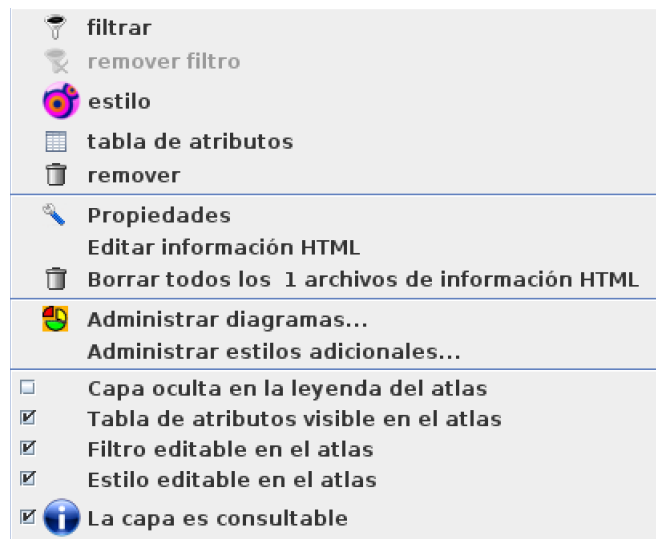 filtrar
remover filtro
estilo
tabla de atributos
remover
Propiedades
Editar información HTML
Borrar todos los 1 archivos de información HTML
Administrar diagramas...
Administrar estilos adicionales...
Capa oculta en la leyenda del atlas
Tabla de atributos visible en el atlas
Filtro editable en el atlas
Estilo editable en el atlas
La capa es consultable